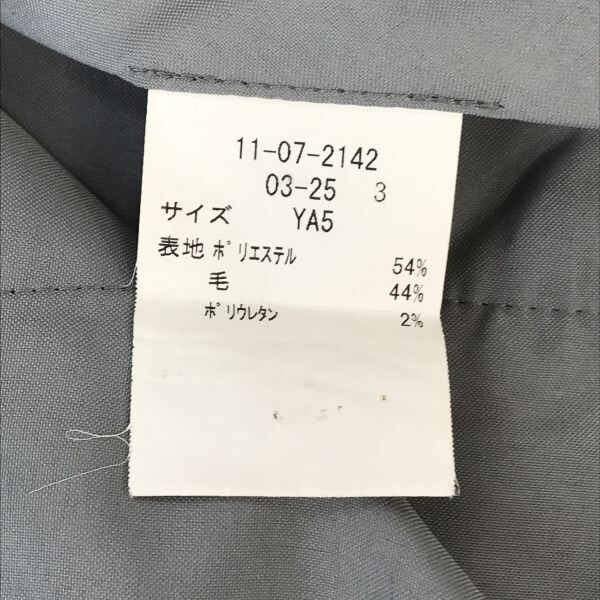 11-07-2142
03-25 3
サイズ YA5
表地 ﾎﾟﾘｴｽﾃﾙ 54%
毛 44%
ﾎﾟﾘｳﾚﾀﾝ 2%